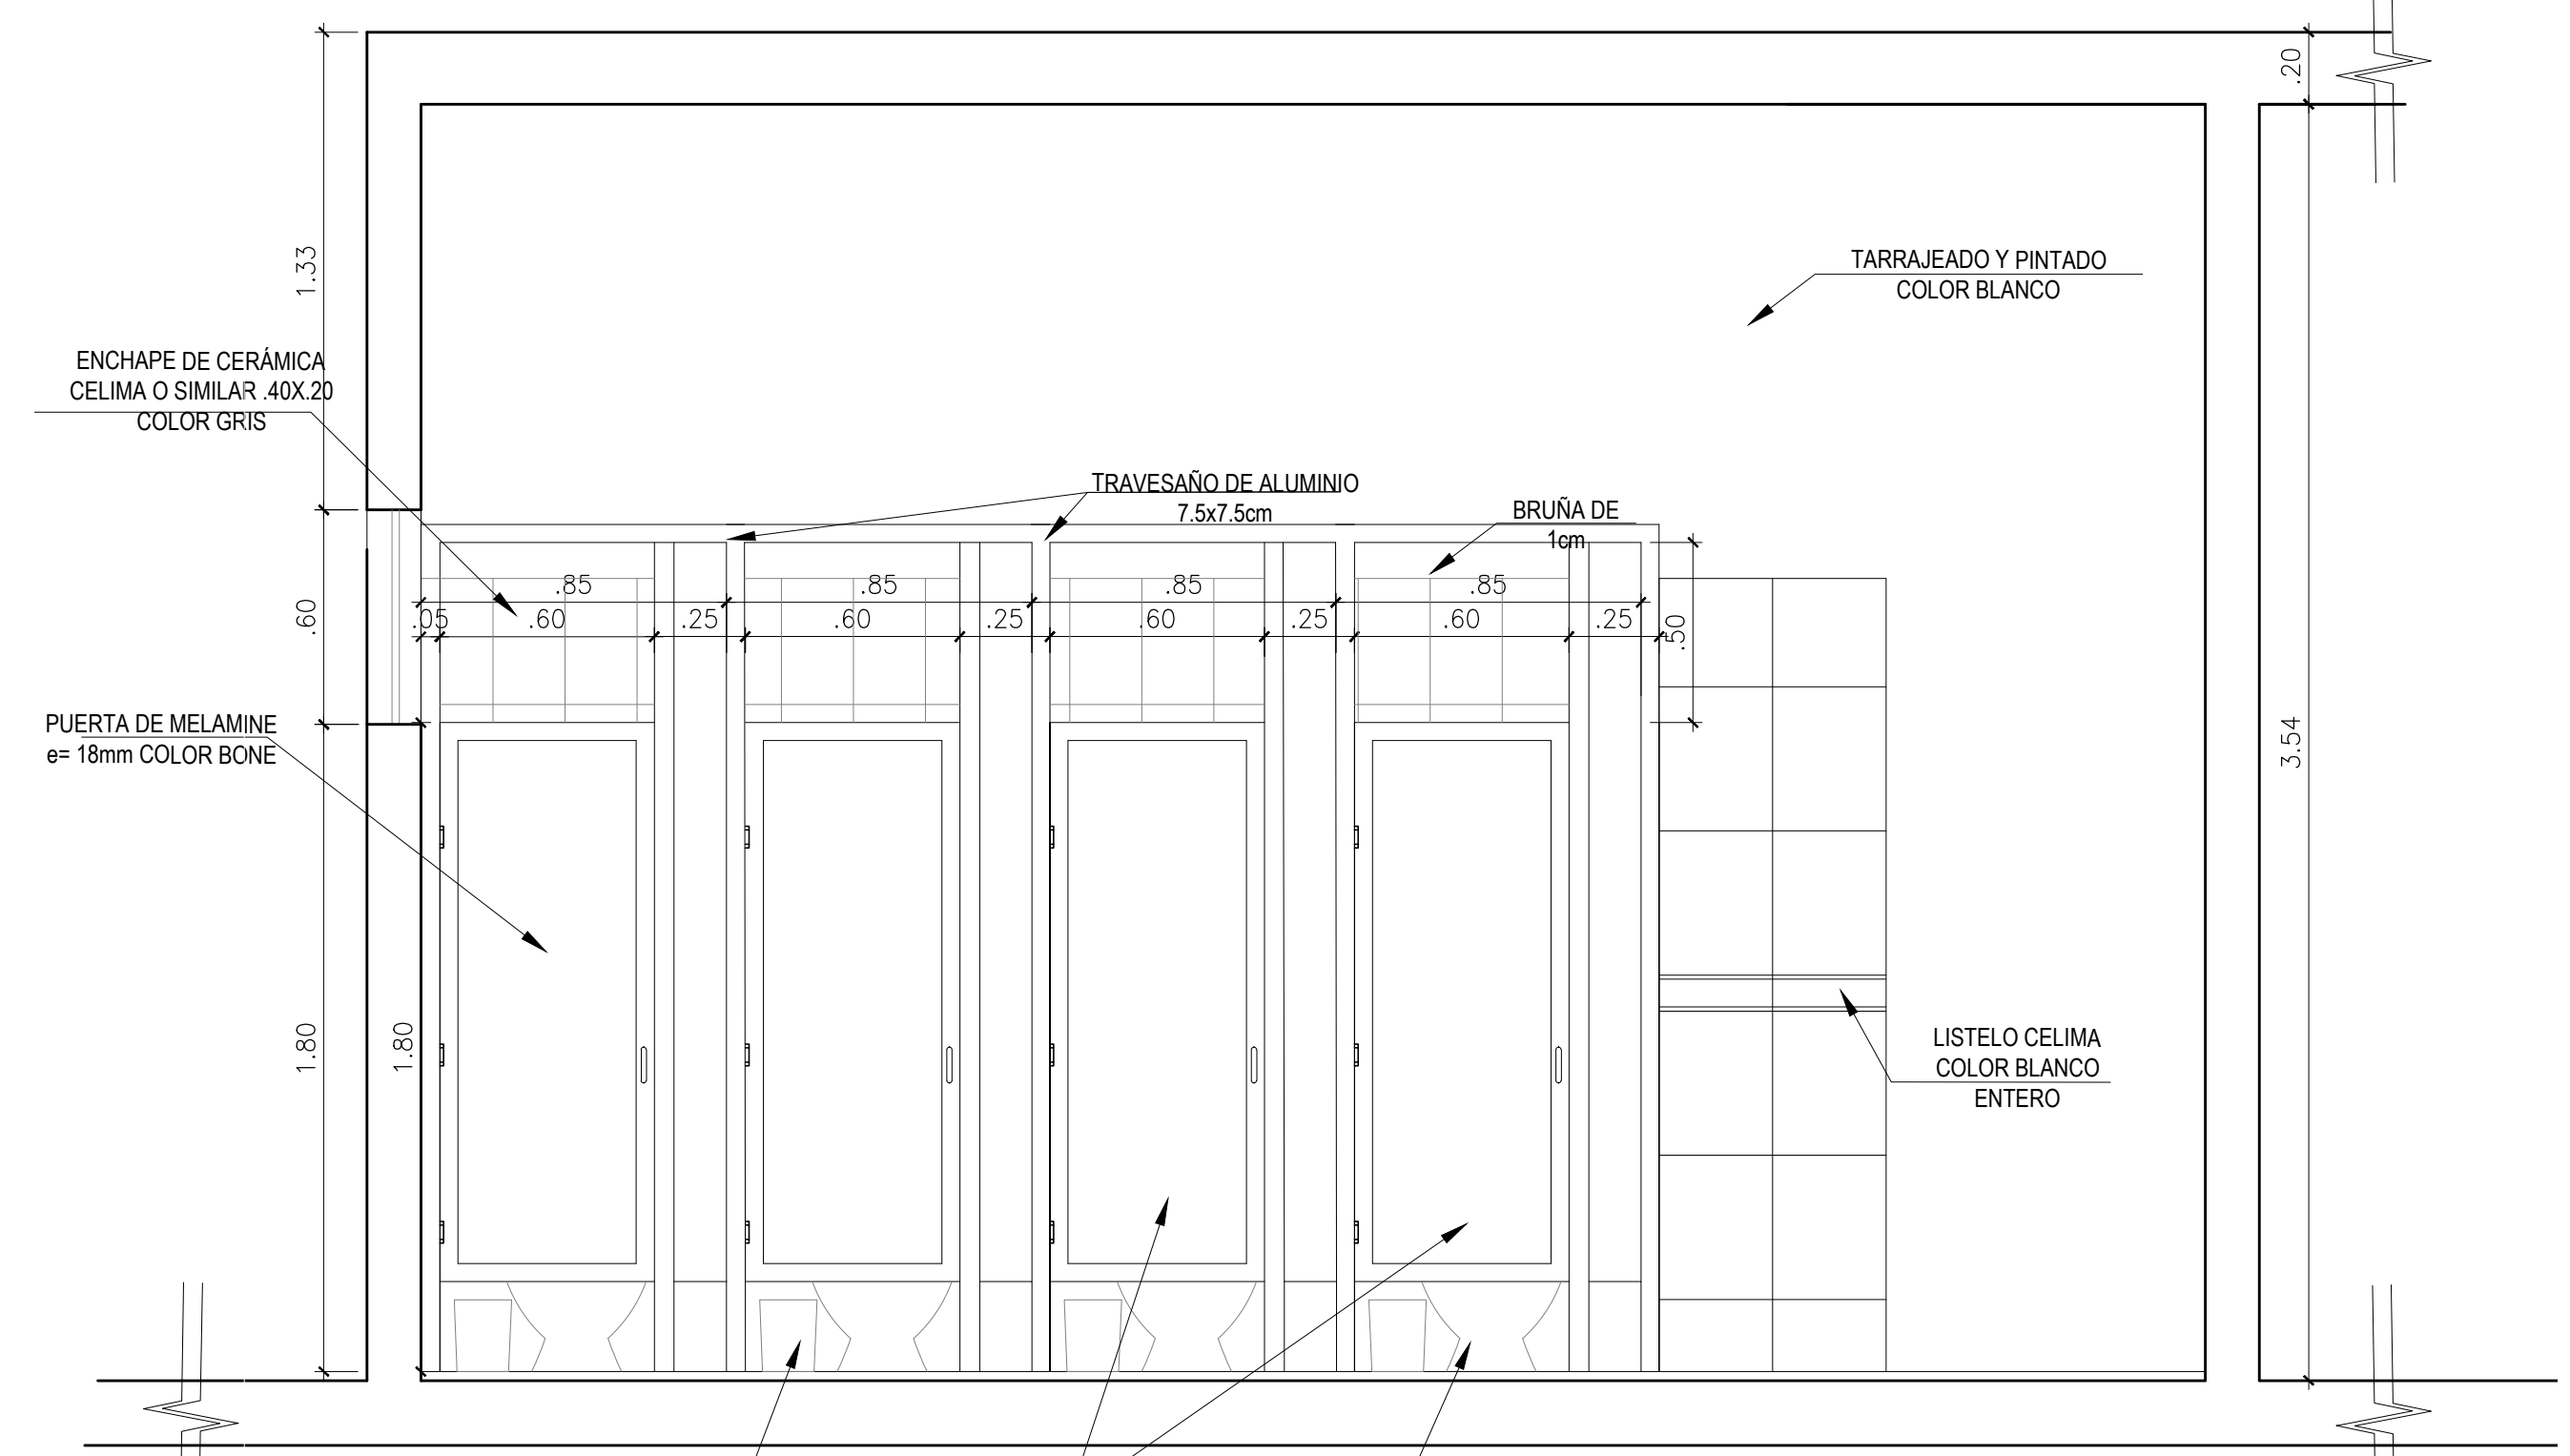 .20
1.33
TARRAJEADO Y PINTADO
COLOR BLANCO
ENCHAPE DE CERÁMICA
CELIMA O SIMILAR .40X.20
COLOR GRIS
TRAVESAÑO DE ALUMINIO
7.5x7.5cm
BRUÑA DE
1cm
.85
.85
.85
.85
.60
.05
.60
.25
.60
.25
.60
.25
.60
.25
.50
PUERTA DE MELAMINE
e= 18mm COLOR BONE
3.54
1.80
1.80
LISTELO CELIMA
COLOR BLANCO
ENTERO